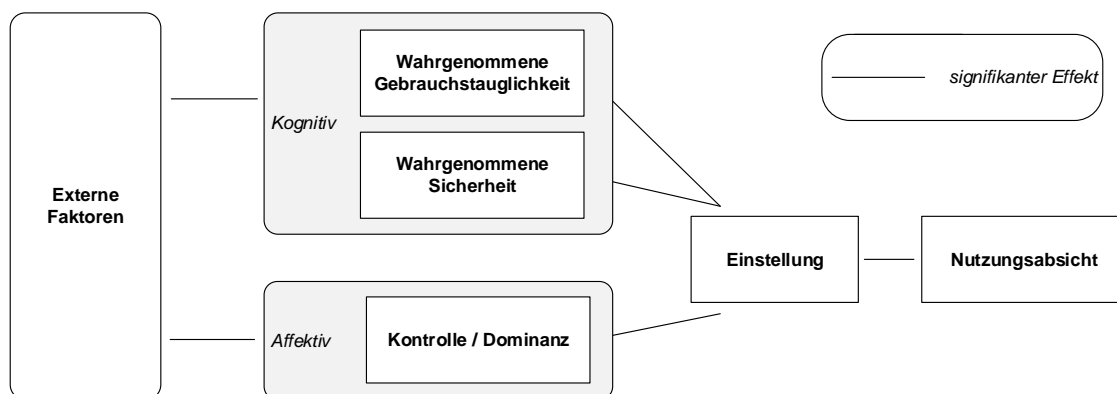 Externe
Faktoren
Kognitiv
Wahrgenommene
Gebrauchstauglichkeit
Wahrgenommene
Sicherheit
Affektiv
Kontrolle / Dominanz
Einstellung
Nutzungsabsicht
signifikanter Effekt